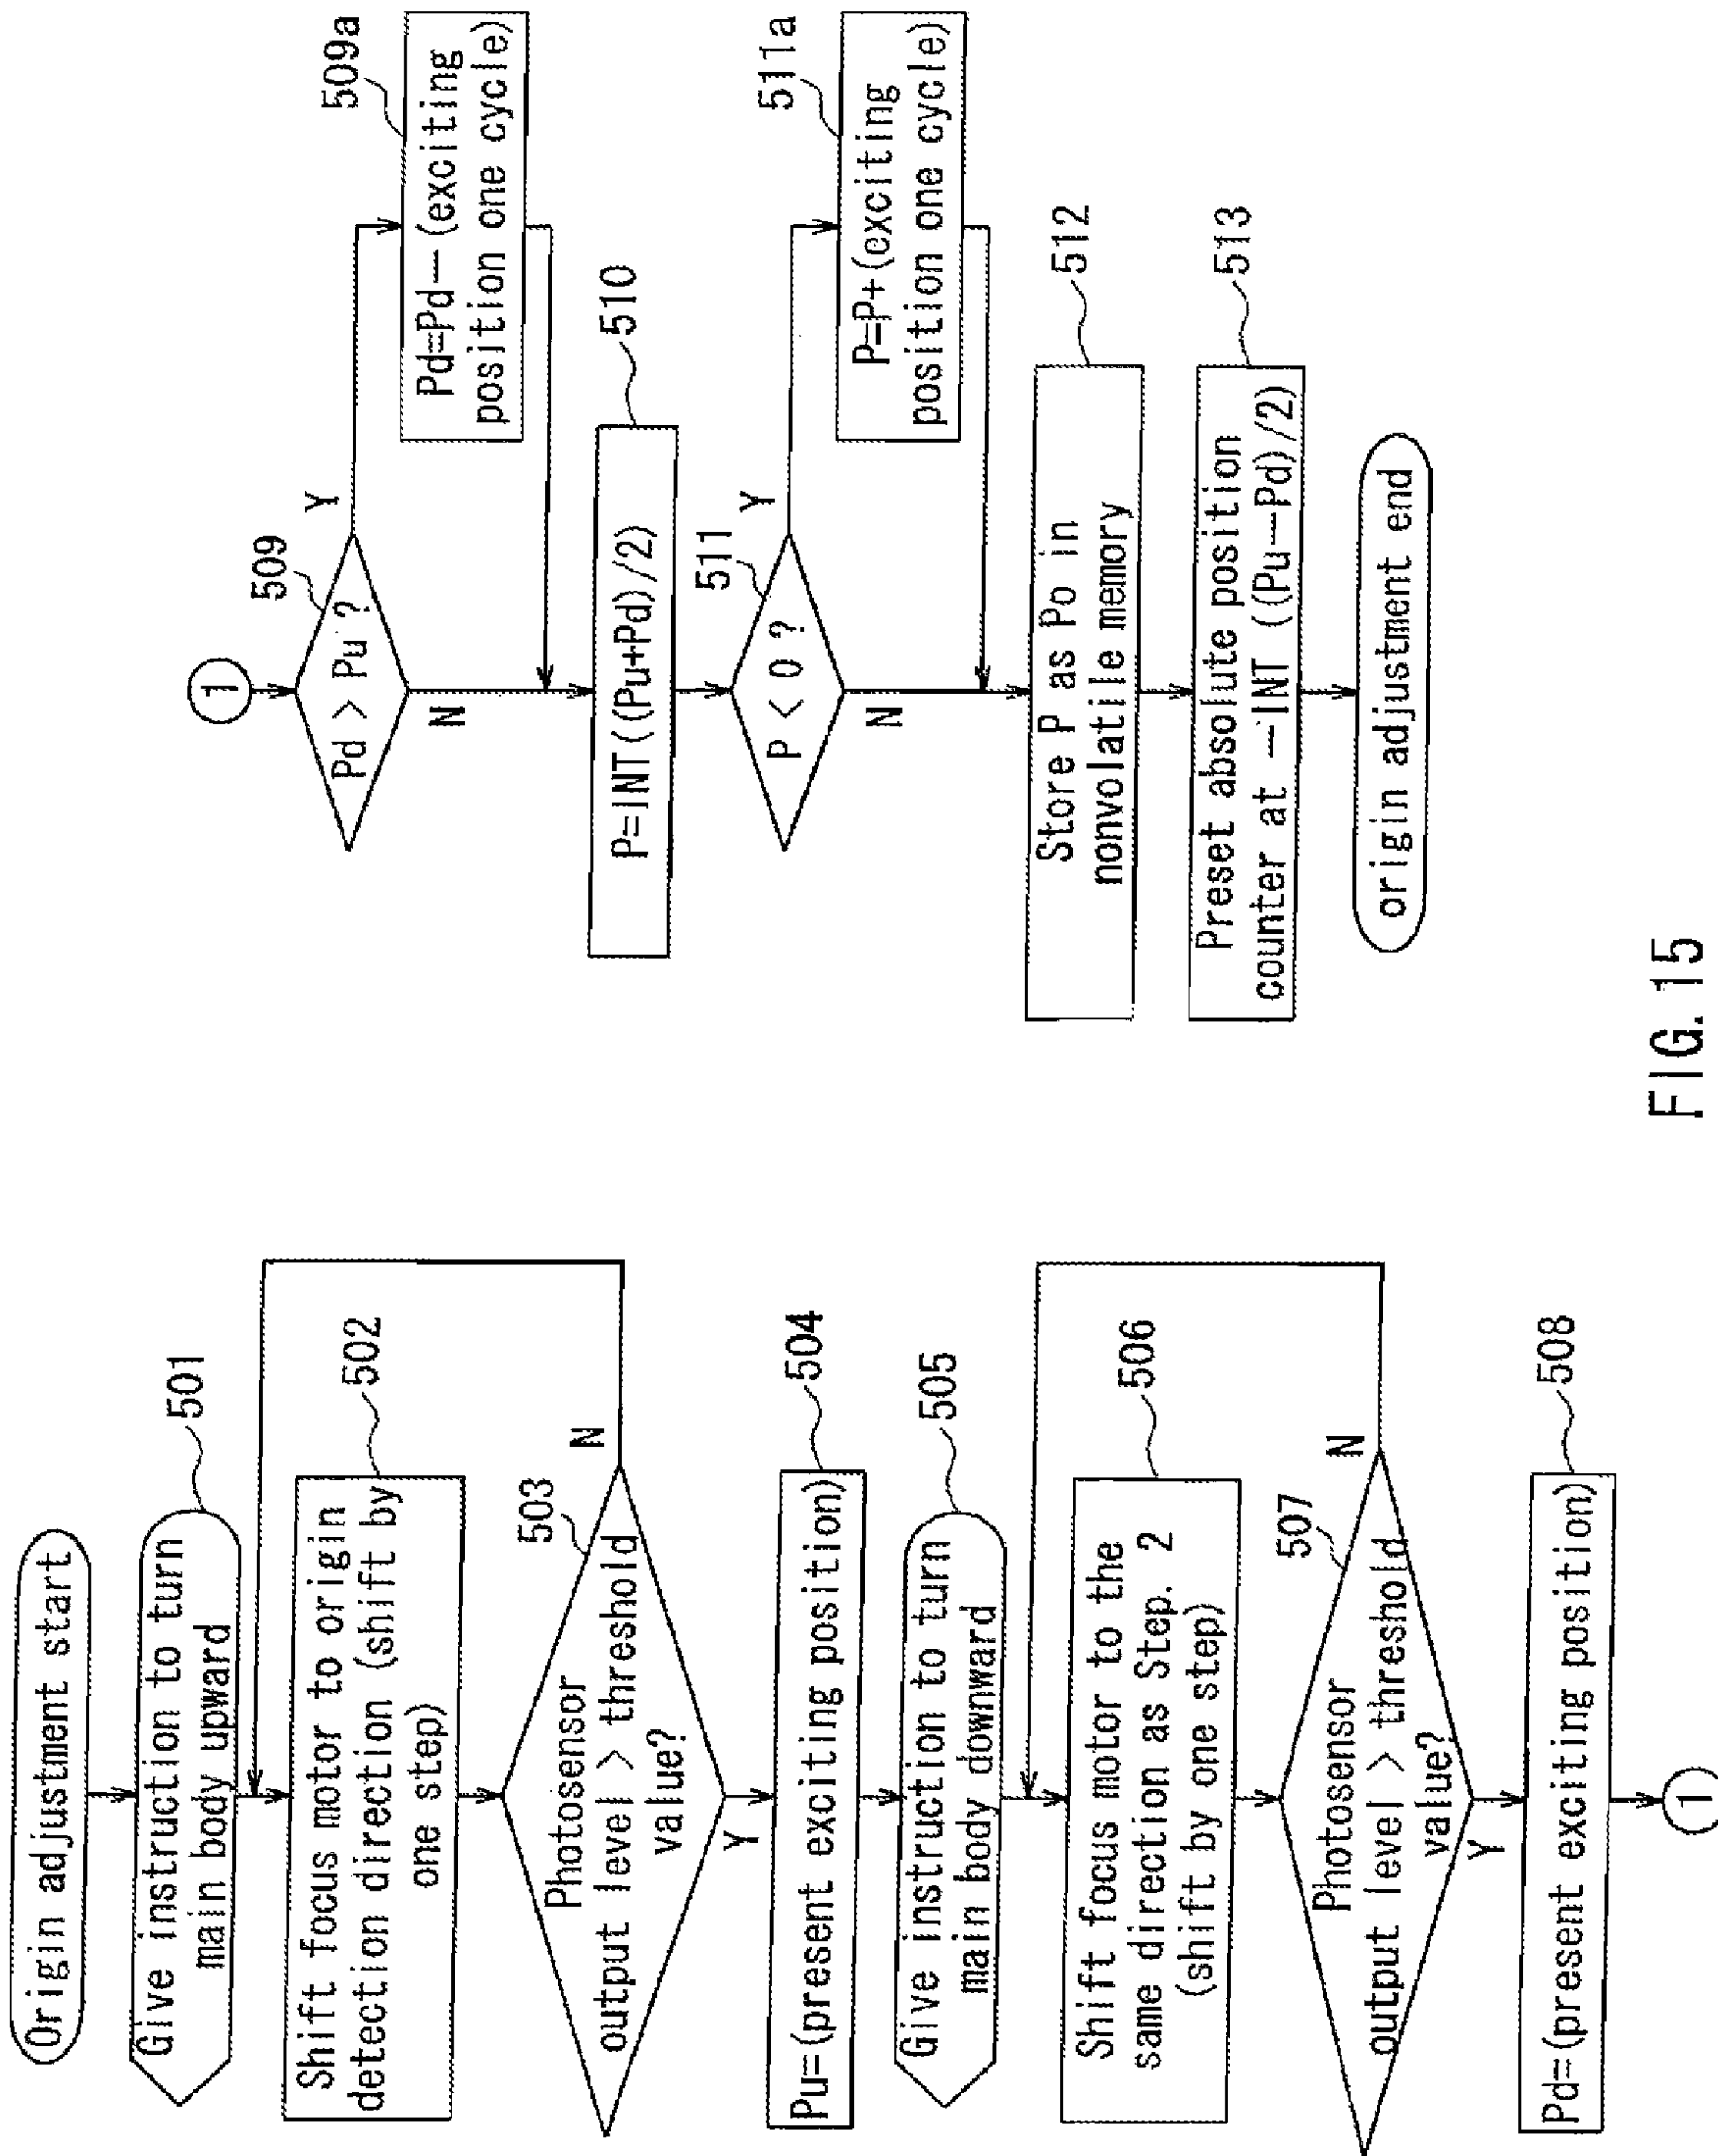 Origin adjustment start
Give instruction to turn
main body upward
501
Shift focus motor to origin
detection direction (shift by
one step)
502
Photosensor
output level > threshold
value?
503
N
Y
Pu=(present exciting position)
504
Give instruction to turn
main body downward
505
Shift focus motor to the
same direction as Step. 2
(shift by one step)
506
Photosensor
output level > threshold
value?
507
N
Y
Pd=(present exciting position)
508
1
1
Pd > Pu ?
509
Y
N
Pd=Pd—(exciting
position one cycle)
509a
P=INT((Pu+Pd)/2)
510
P < 0 ?
511
Y
N
P=P+(exciting
position one cycle)
511a
Store P as Po in
nonvolatile memory
512
Preset absolute position
counter at —INT ((Pu—Pd)/2)
513
origin adjustment end
FIG. 15